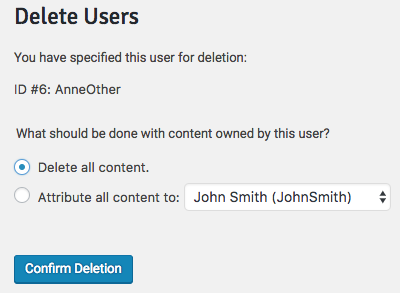 Delete Users
You have specified this user for deletion:
ID #6: AnneOther
What should be done with content owned by this user?
Delete all content.
Attribute all content to: John Smith (JohnSmith)
Confirm Deletion